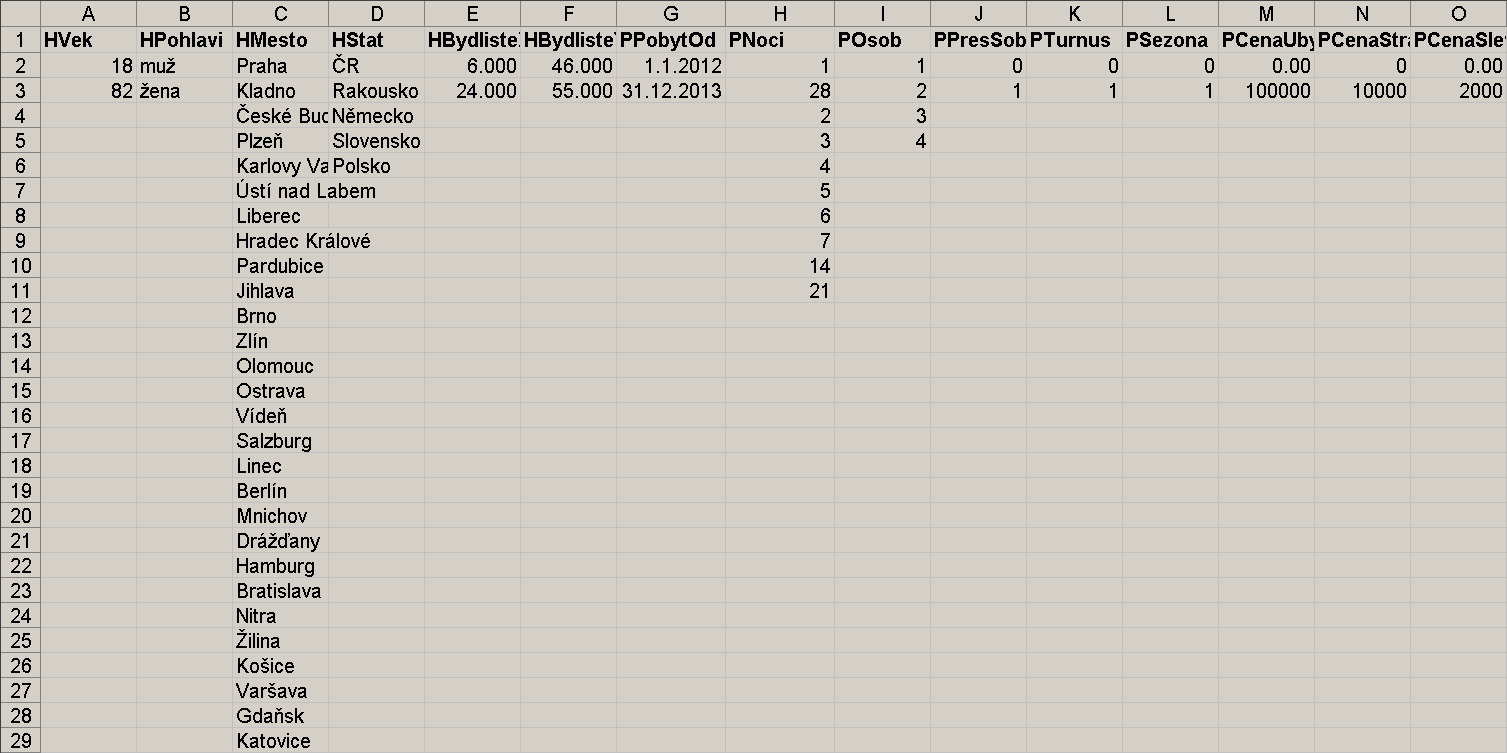 A B C D E F G H I J K L M N O
1 HVek HPohlavi HMesto HStat HBydliste HBydliste PPobytOd PNoci POsob PPresSob PTurnus PSezona PCenaUby PCenaStra PCenaSle
2 18 muž Praha ČR 6.000 46.000 1.1.2012 1 1 0 0 0 0.00 0 0.00
3 82 žena Kladno Rakousko 24.000 55.000 31.12.2013 28 2 1 1 1 100000 10000 2000
4 České Buc Německo 2 3
5 Plzeň Slovensko 3 4
6 Karlovy Va Polsko 4
7 Ústí nad Labem 5
8 Liberec 6
9 Hradec Králové 7
10 Pardubice 14
11 Jihlava 21
12 Brno
13 Zlín
14 Olomouc
15 Ostrava
16 Vídeň
17 Salzburg
18 Linec
19 Berlín
20 Mnichov
21 Drážďany
22 Hamburg
23 Bratislava
24 Nitra
25 Žilina
26 Košice
27 Varšava
28 Gdaňsk
29 Katovice